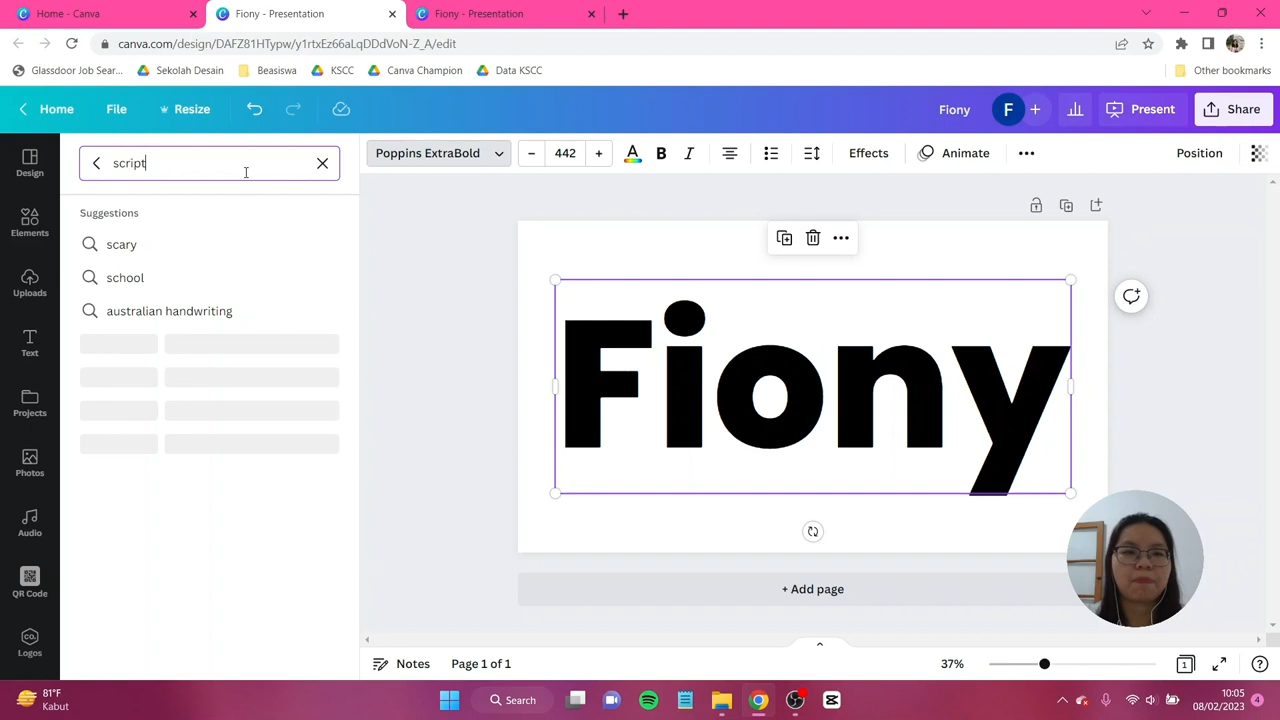 Home - Canva
Fiony - Presentation
Fiony - Presentation
canva.com/design/DAFZ81HTypw/y1rtxEz66aLqDDdVoN-Z_A/edit
Glassdoor Job Sear...
Sekolah Desain
Beasiswa
KSCC
Canva Champion
Data KSCC
Other bookmarks
Home
File
Resize
Fiony
F
Present
Share
Design
Elements
Uploads
Text
Projects
Photos
Audio
QR Code
CO.
Logos
script
Suggestions
scary
school
australian handwriting
Poppins ExtraBold
442
A
B
I
Effects
Animate
Position
Fiony
+ Add page
Notes
Page 1 of 1
37%
1
81°F
Kabut
Search
10:05
08/02/2023
4